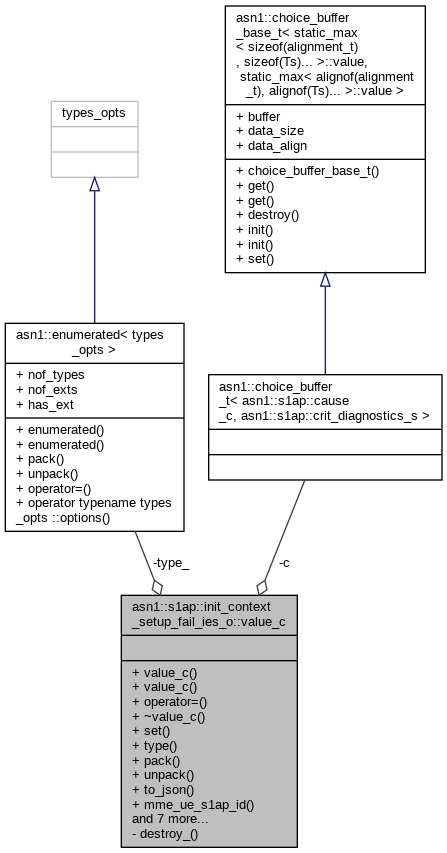 asn1::choice_buffer
_base_t< static_max
< sizeof(alignment_t)
, sizeof(Ts)... >::value,
static_max< alignof(alignment
_t), alignof(Ts)... >::value >
+ buffer
+ data_size
+ data_align
+ choice_buffer_base_t()
+ get()
+ get()
+ destroy()
+ init()
+ init()
+ set()
types_opts
asn1::enumerated< types
_opts >
+ nof_types
+ nof_exts
+ has_ext
+ enumerated()
+ enumerated()
+ pack()
+ unpack()
+ operator=()
+ operator typename types
_opts ::options()
asn1::choice_buffer
_t< asn1::s1ap::cause
_c, asn1::s1ap::crit_diagnostics_s >
-type_
-c
asn1::s1ap::init_context
_setup_fail_ies_o::value_c
+ value_c()
+ value_c()
+ operator=()
+ ~value_c()
+ set()
+ type()
+ pack()
+ unpack()
+ to_json()
+ mme_ue_s1ap_id()
and 7 more...
- destroy_()